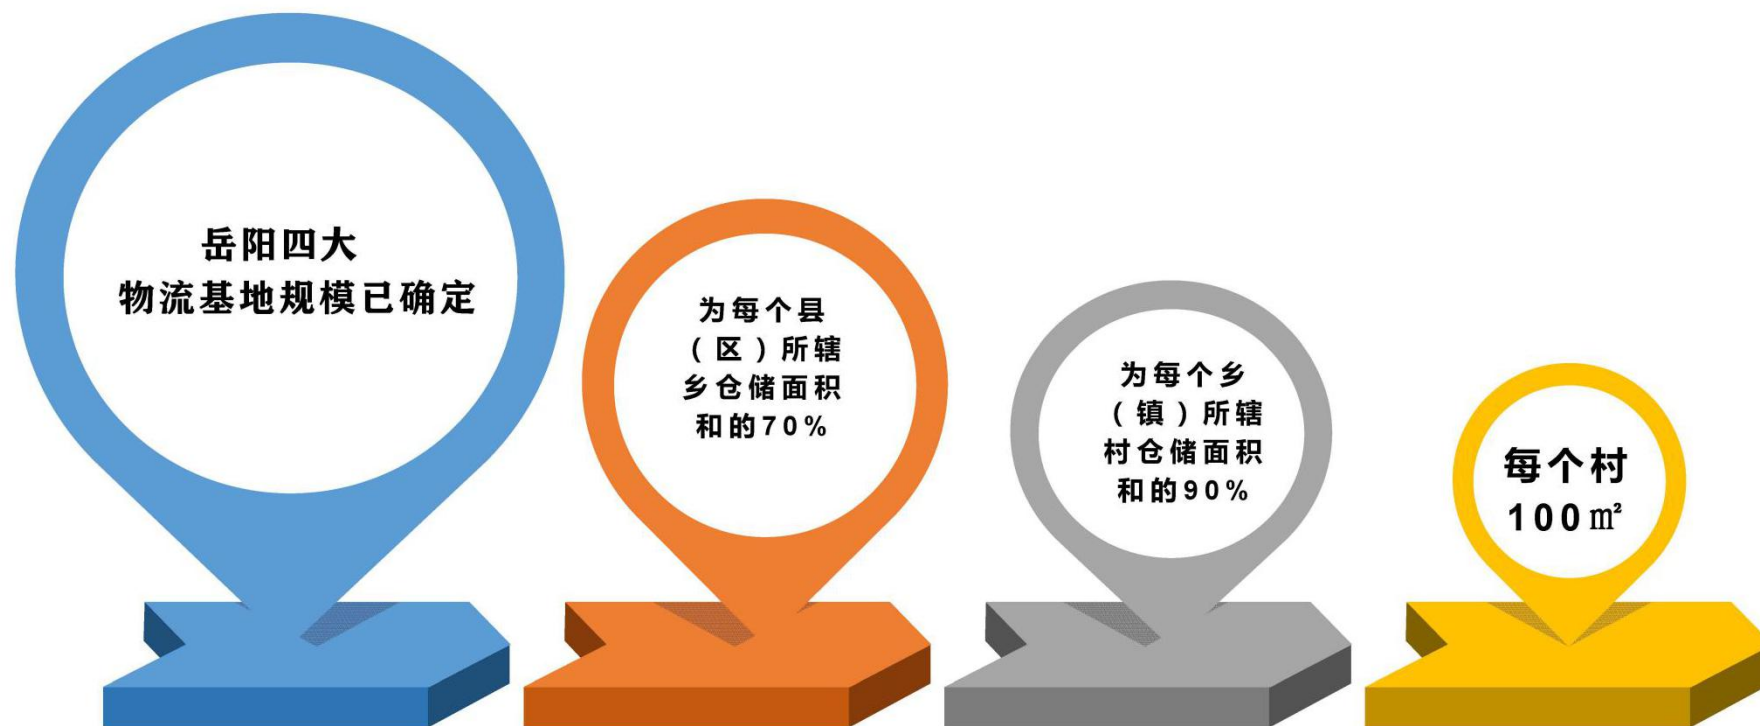 岳阳四大
物流基地规模已确定
为每个县
（区）所辖
乡仓储面积
和的70%
为每个乡
（镇）所辖
村仓储面积
和的90%
每个村
100㎡